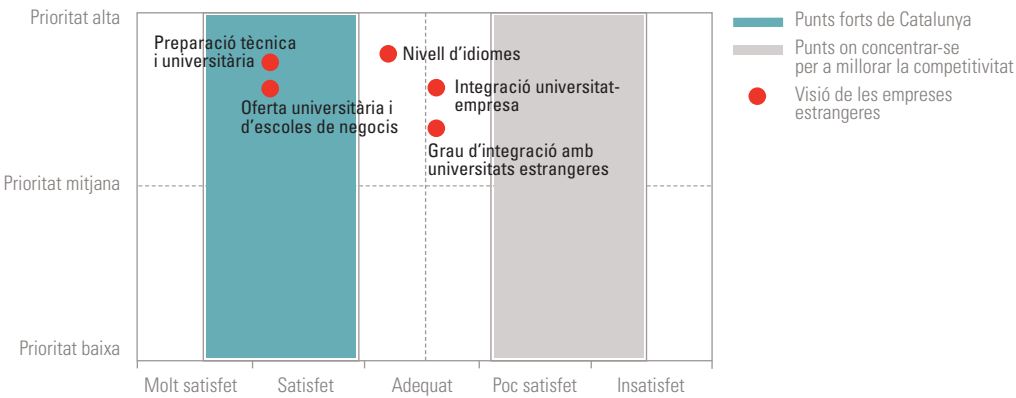 Prioritat alta
Prioritat mitjana
Prioritat baixa
Preparació tècnica
i universitària
Oferta universitària i
d'escoles de negocis
Nivell d'idiomes
Integració universitat-
empresa
Grau d'integració amb
universitats estrangeres
Molt satisfet
Satisfet
Adequat
Poc satisfet
Insatisfet
Punts forts de Catalunya
Punts on concentrar-se
per a millorar la competitivitat
Visió de les empreses
estrangeres